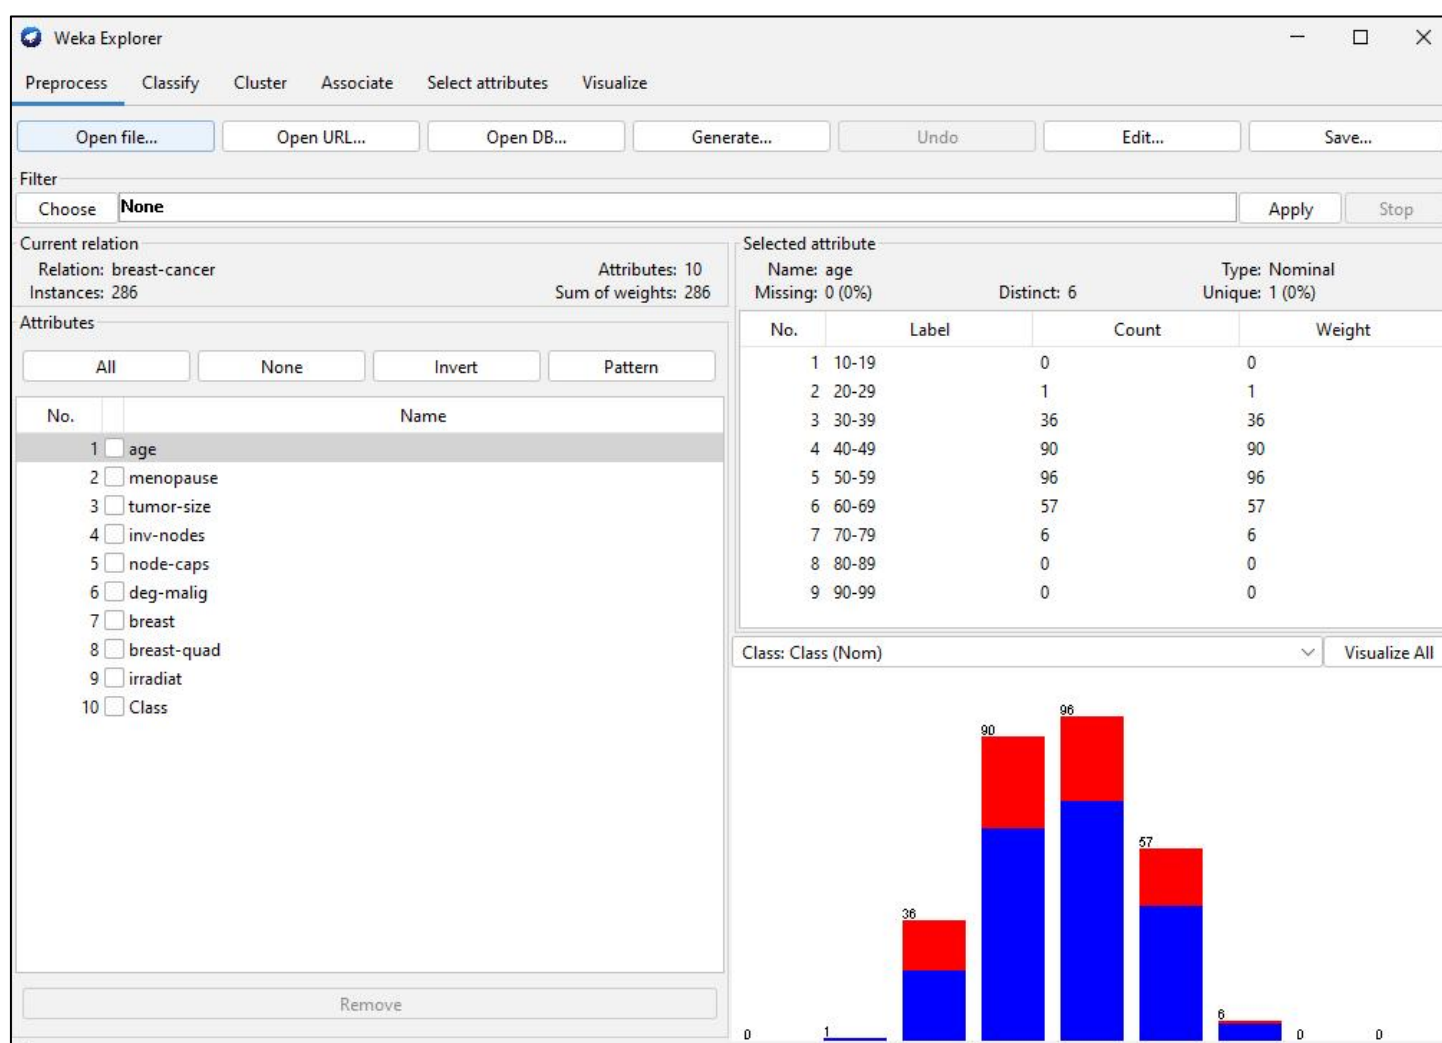 Weka Explorer
Preprocess Classify Cluster Associate Select attributes Visualize
Open file... Open URL... Open DB... Generate... Undo Edit... Save...
Filter
Choose None Apply Stop
Current relation
Relation: breast-cancer Attributes: 10
Instances: 286 Sum of weights: 286
Attributes
All None Invert Pattern
No. Name
1 age
2 menopause
3 tumor-size
4 inv-nodes
5 node-caps
6 deg-malig
7 breast
8 breast-quad
9 irradiat
10 Class
Remove
Selected attribute
Name: age Type: Nominal
Missing: 0 (0%) Distinct: 6 Unique: 1 (0%)
No. Label Count Weight
1 10-19 0 0
2 20-29 1 1
3 30-39 36 36
4 40-49 90 90
5 50-59 96 96
6 60-69 57 57
7 70-79 6 6
8 80-89 0 0
9 90-99 0 0
Class: Class (Nom) Visualize All
0 1 36 90 96 57 6 0 0